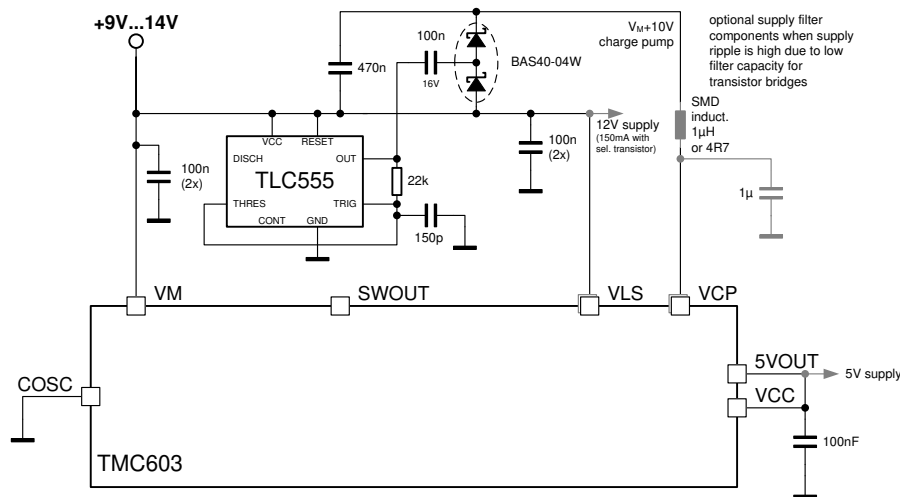 +9V...14V
100n
16V
BAS40-04W
VM+10V
charge pump
optional supply filter
components when supply
ripple is high due to low
filter capacity for
transistor bridges
470n
SMD
induct.
1µH
or 4R7
VCC
RESET
DISCH
OUT
TLC555
THRES
TRIG
CONT
GND
100n
(2x)
22k
150p
100n
(2x)
12V supply
(150mA with
sel. transistor)
1µ
VM
SWOUT
VLS
VCP
COSC
5VOUT
5V supply
VCC
100nF
TMC603